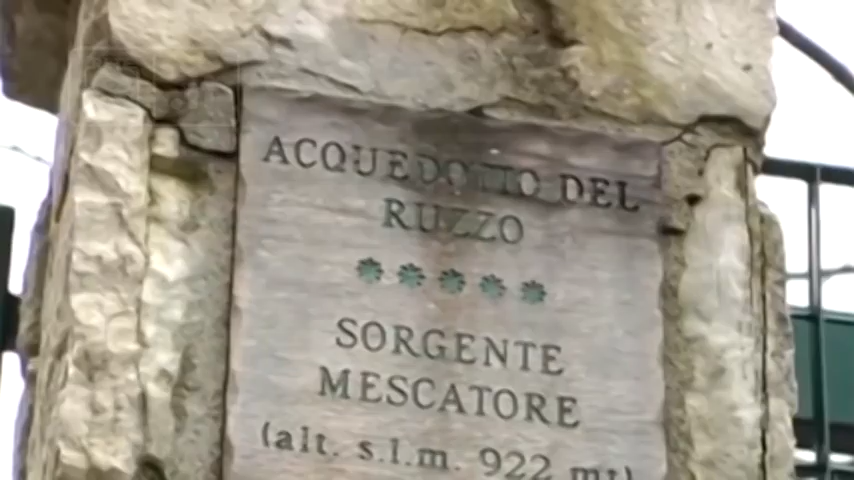 ACQUEDOTTO DEL
RUZZO
*****
SORGENTE
MESCATORE
(alt. s.l.m. 922 mt)